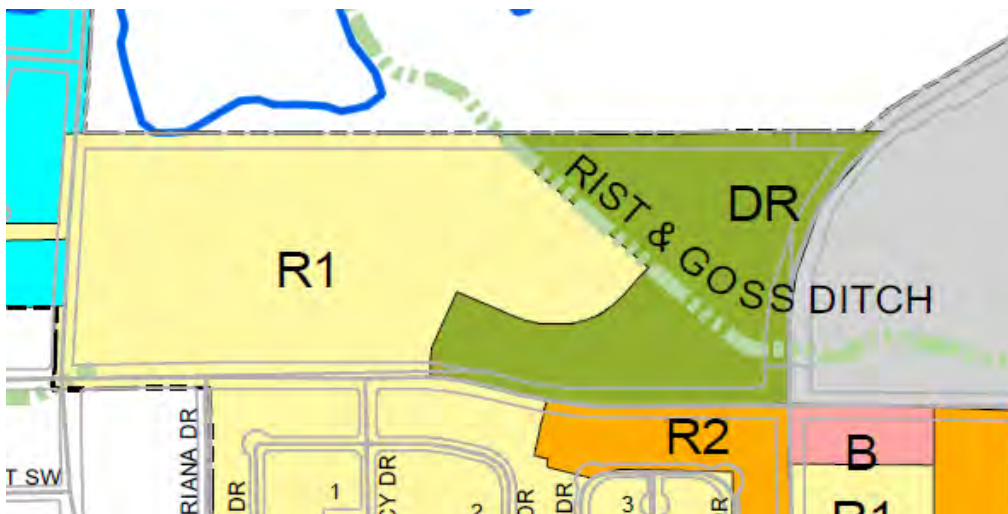 DR
RIST & GOSS DITCH
R1
R2
B
R1
T SW
RIANA DR
DR
1
CY DR
2
DR
DR
3